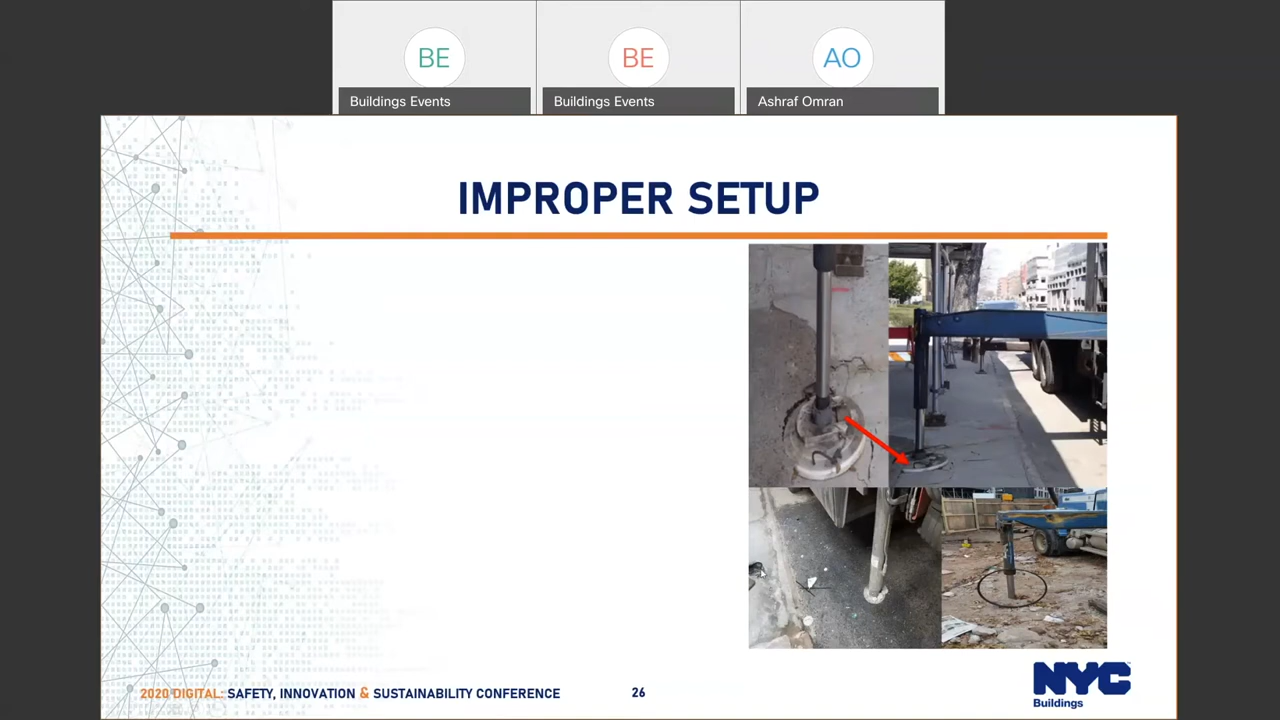 BE
BE
AO
Buildings Events
Buildings Events
Ashraf Omran
IMPROPER SETUP
2020 DIGITAL: SAFETY, INNOVATION & SUSTAINABILITY CONFERENCE
26
NYC
Buildings